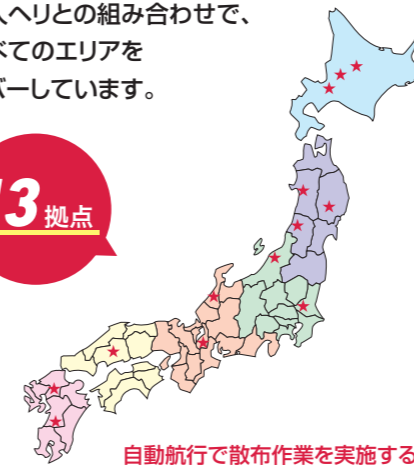 人ヘリとの組み合わせで、
べてのエリアを
バーしています。
13 拠点
自動航行で散布作業を実施する